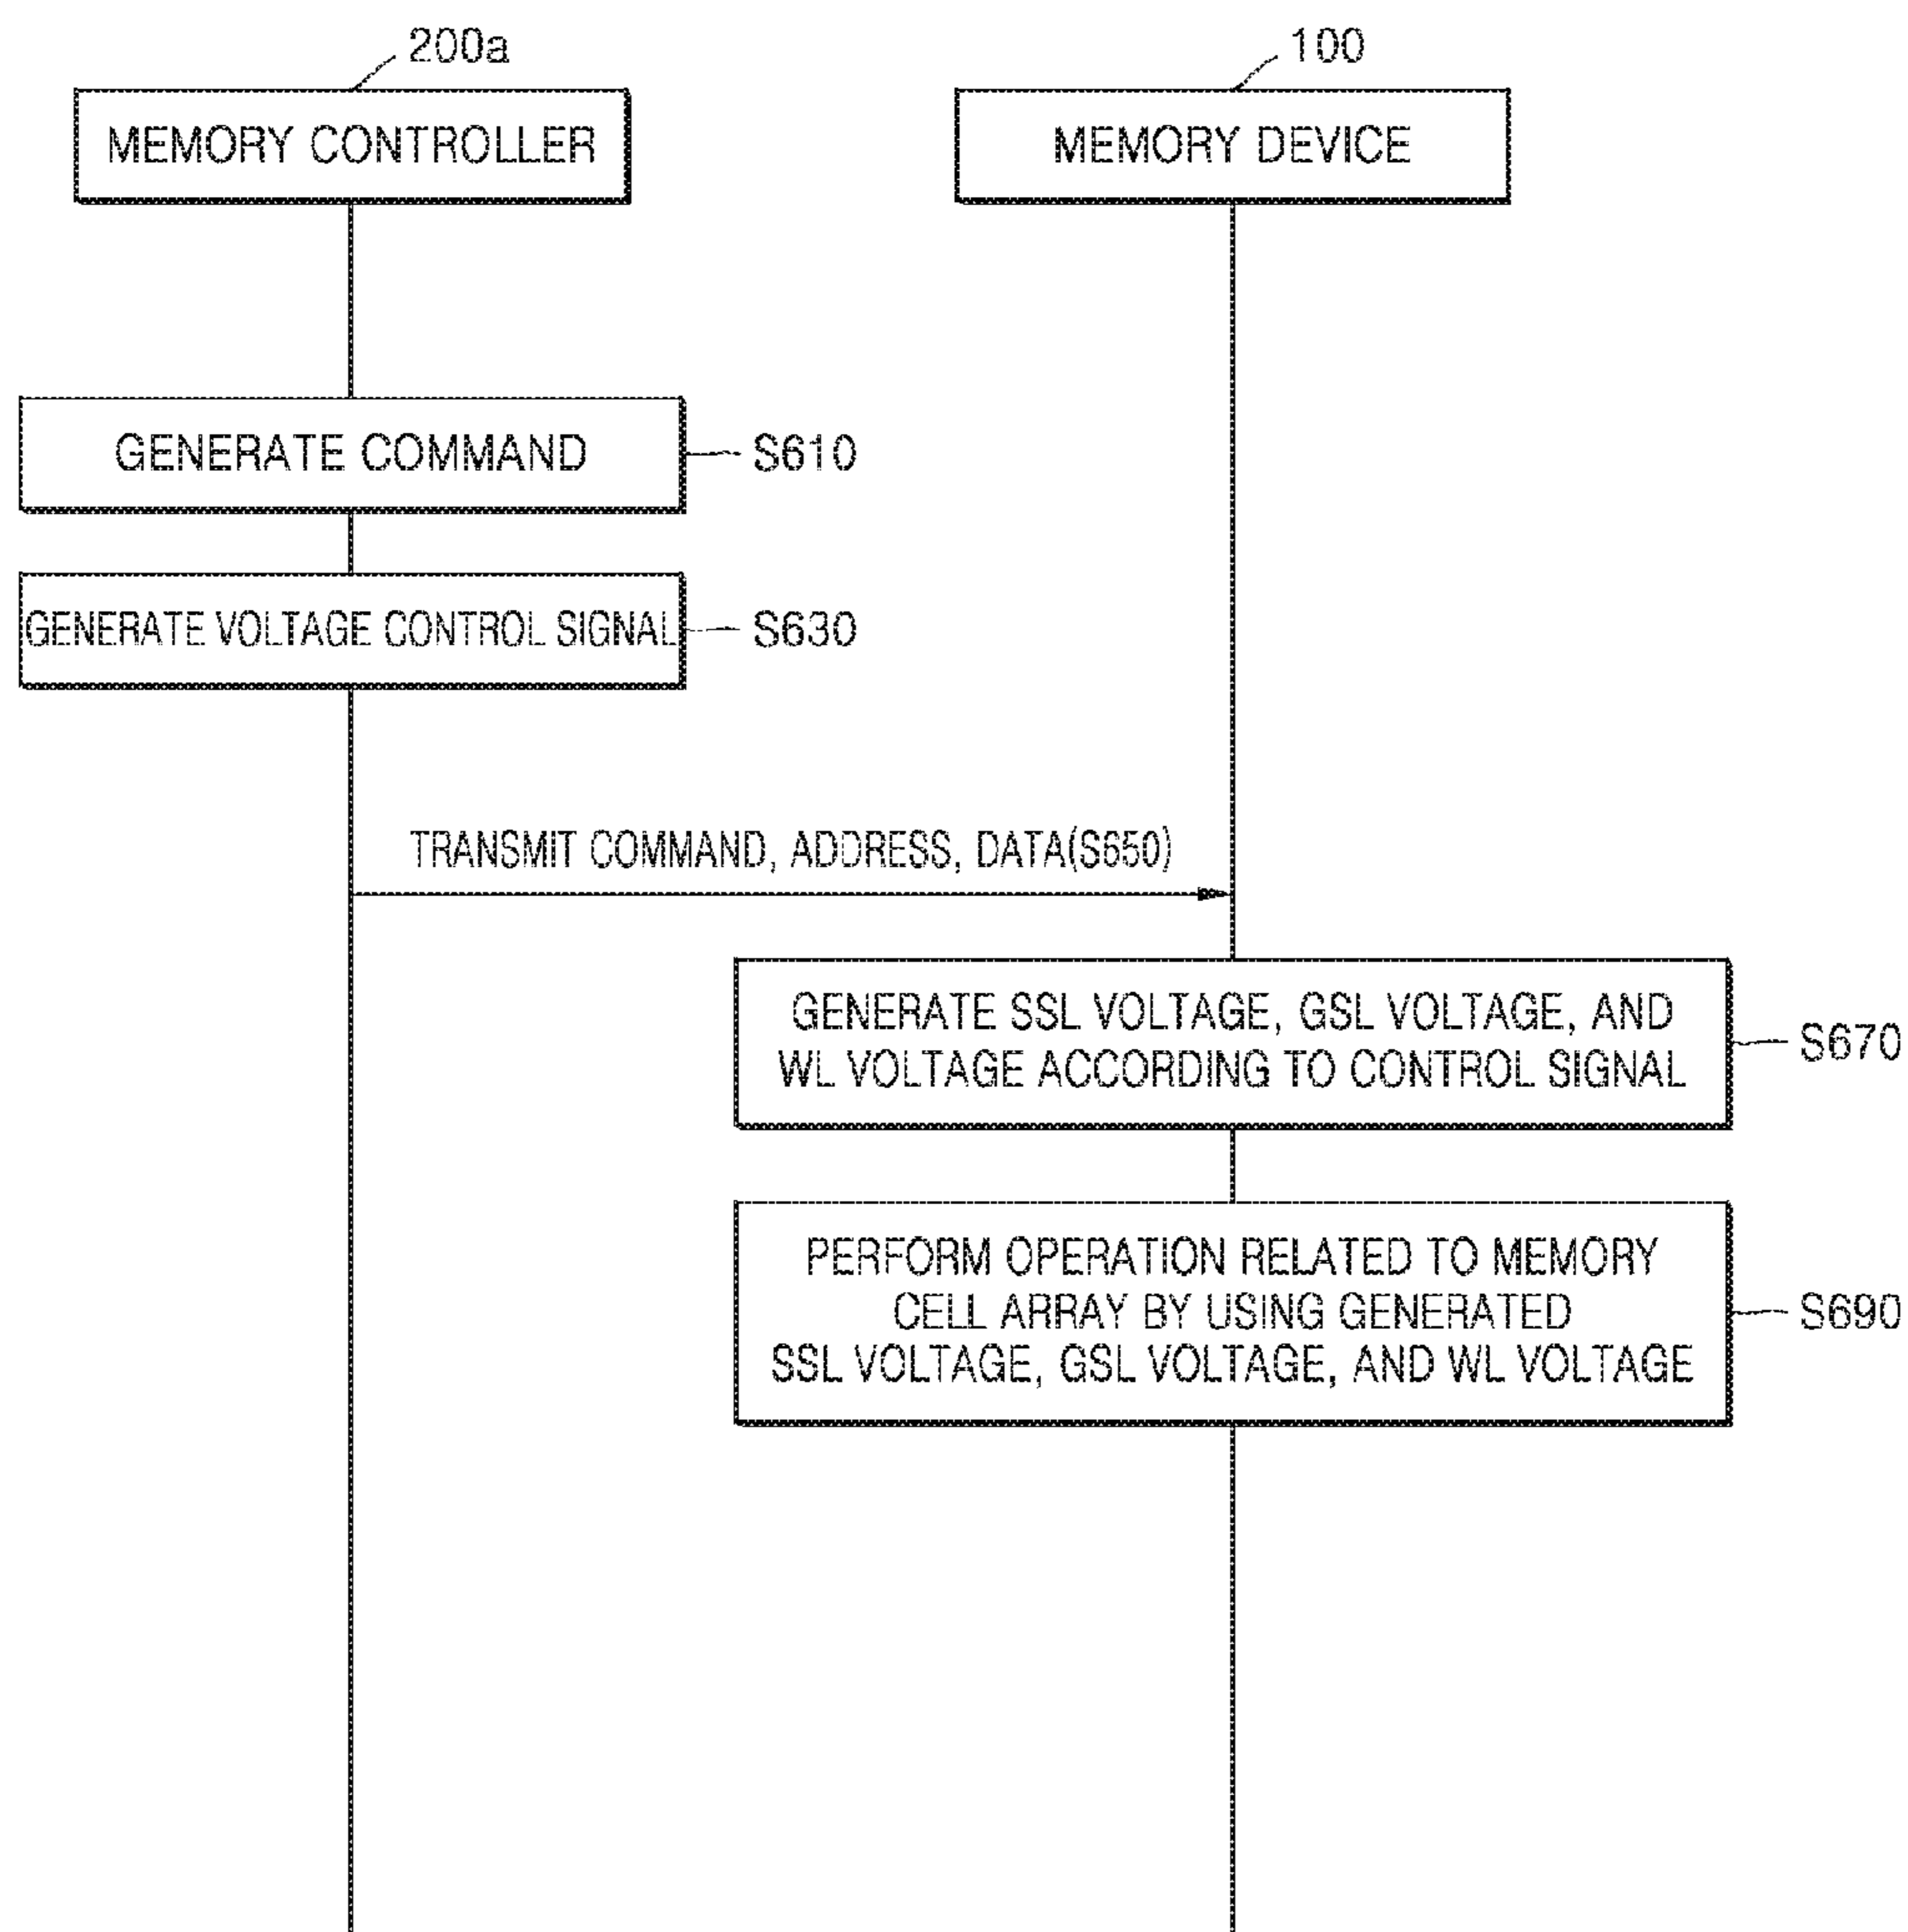 200a
100
MEMORY CONTROLLER
MEMORY DEVICE
GENERATE COMMAND
S610
GENERATE VOLTAGE CONTROL SIGNAL
S630
TRANSMIT COMMAND, ADDRESS, DATA(S650)
GENERATE SSL VOLTAGE, GSL VOLTAGE, AND
WL VOLTAGE ACCORDING TO CONTROL SIGNAL
S670
PERFORM OPERATION RELATED TO MEMORY
CELL ARRAY BY USING GENERATED
SSL VOLTAGE, GSL VOLTAGE, AND WL VOLTAGE
S690